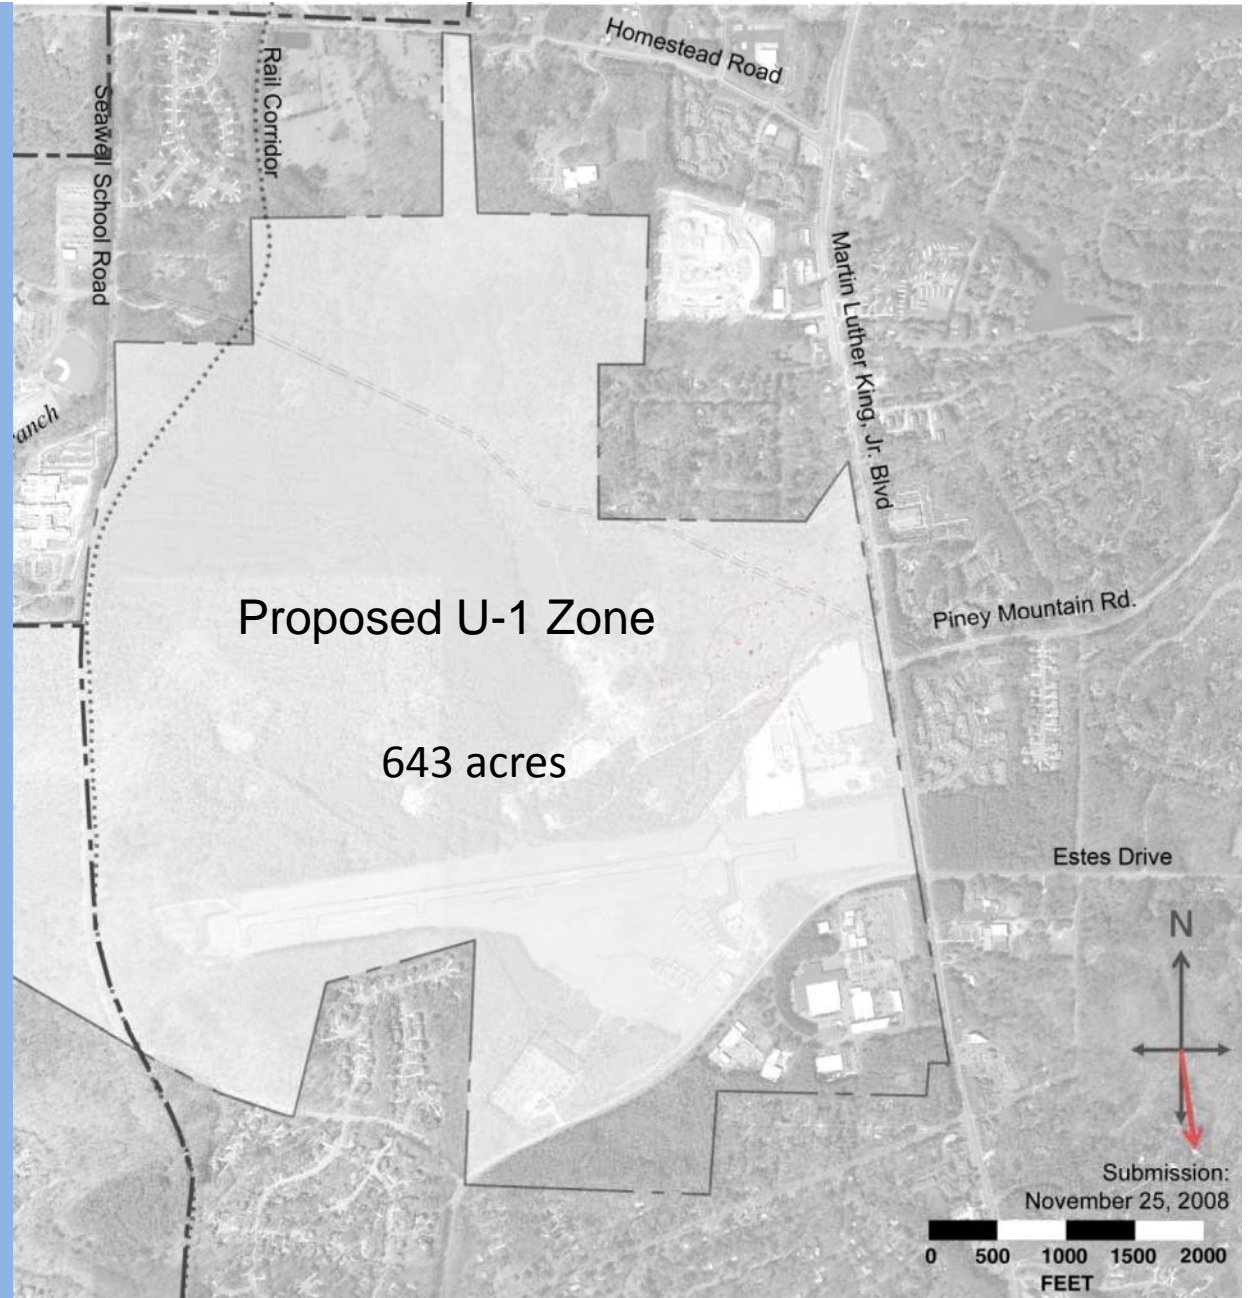 Homestead Road
Rail Corridor
Seawell School Road
Martin Luther King, Jr. Blvd
anch
Proposed U-1 Zone
Piney Mountain Rd.
643 acres
Estes Drive
N
Submission:
November 25, 2008
0 500 1000 1500 2000
FEET